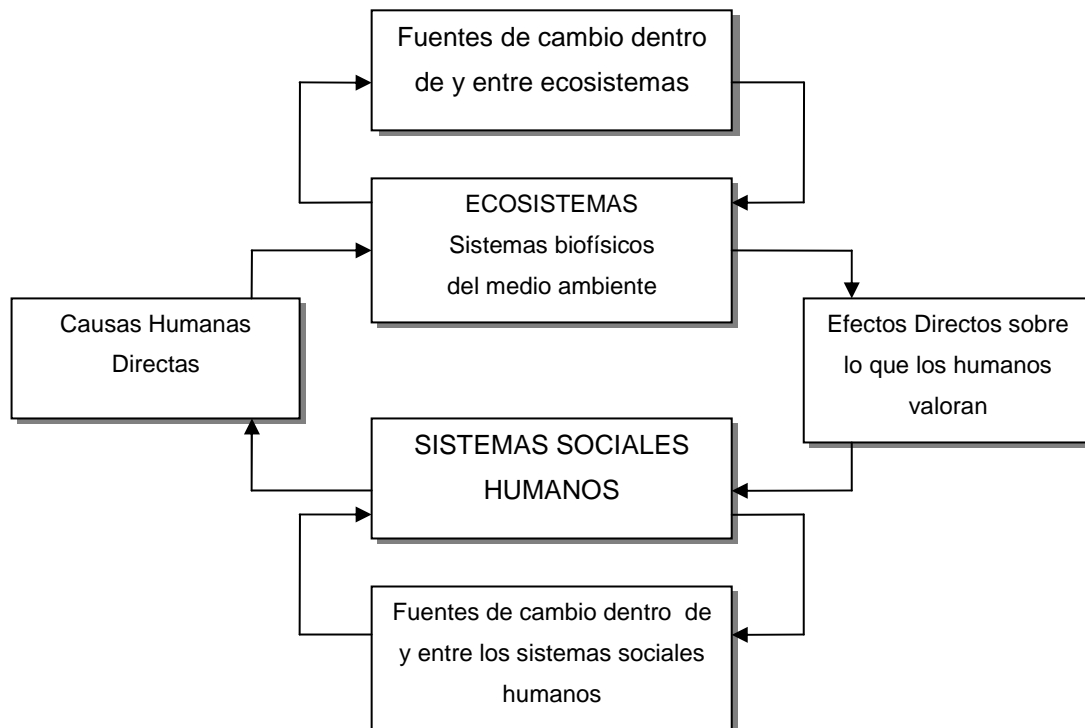 Fuentes de cambio dentro
de y entre ecosistemas
ECOSISTEMAS
Sistemas biofísicos
del medio ambiente
Causas Humanas
Directas
Efectos Directos sobre
lo que los humanos
valoran
SISTEMAS SOCIALES
HUMANOS
Fuentes de cambio dentro de
y entre los sistemas sociales
humanos